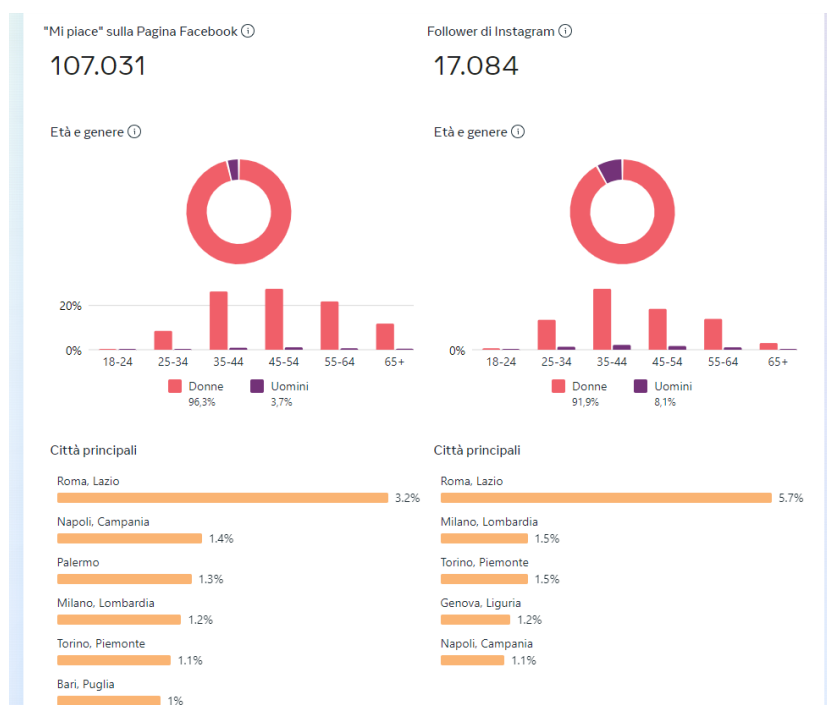 "Mi piace" sulla Pagina Facebook
107.031
Età e genere
20%
0%
18-24 25-34 35-44 45-54 55-64 65+
Donne Uomini
96,3% 3,7%
Città principali
Roma, Lazio
3.2%
Napoli, Campania
1.4%
Palermo
1.3%
Milano, Lombardia
1.2%
Torino, Piemonte
1.1%
Bari, Puglia
1%
Follower di Instagram
17.084
Età e genere
0%
18-24 25-34 35-44 45-54 55-64 65+
Donne Uomini
91,9% 8,1%
Città principali
Roma, Lazio
5.7%
Milano, Lombardia
1.5%
Torino, Piemonte
1.5%
Genova, Liguria
1.2%
Napoli, Campania
1.1%